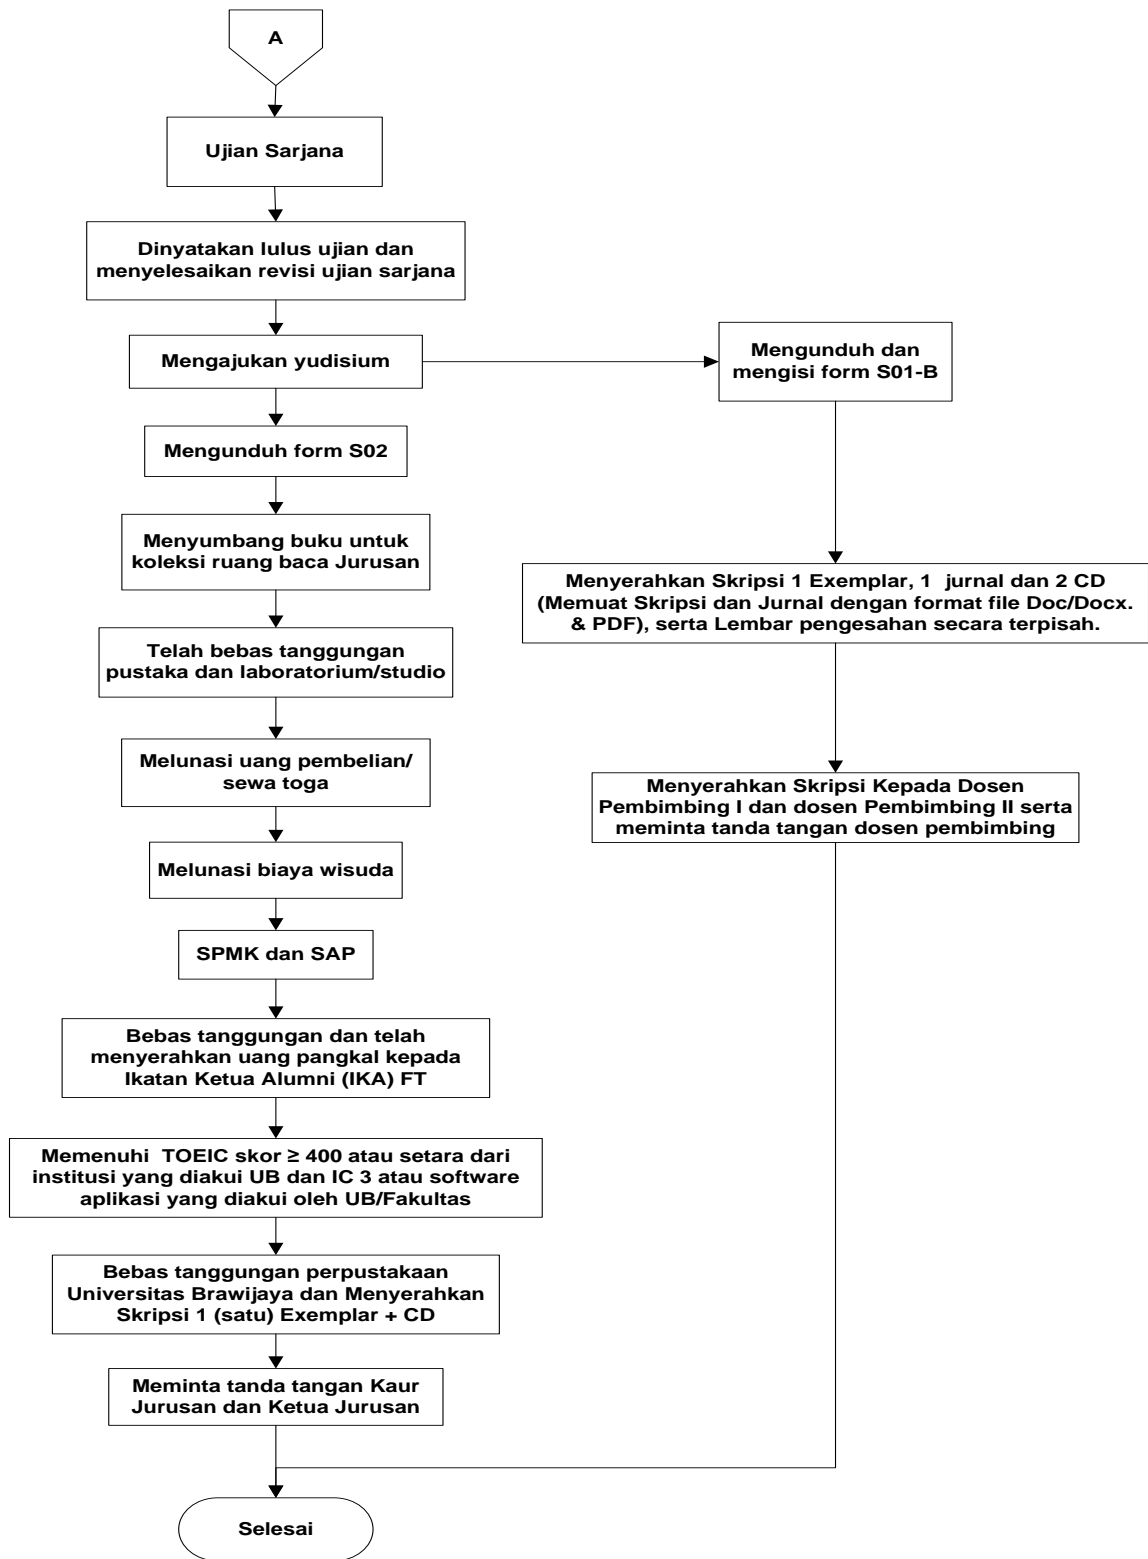 A
Ujian Sarjana
Dinyatakan lulus ujian dan
menyelesaikan revisi ujian sarjana
Mengajukan yudisium
Mengunduh dan
mengisi form S01-B
Mengunduh form S02
Menyumbang buku untuk
koleksi ruang baca Jurusan
Menyerahkan Skripsi 1 Exemplar, 1 jurnal dan 2 CD
(Memuat Skripsi dan Jurnal dengan format file Doc/Docx.
& PDF), serta Lembar pengesahan secara terpisah.
Telah bebas tanggungan
pustaka dan laboratorium/studio
Melunasi uang pembelian/
sewa toga
Menyerahkan Skripsi Kepada Dosen
Pembimbing I dan dosen Pembimbing II serta
meminta tanda tangan dosen pembimbing
Melunasi biaya wisuda
SPMK dan SAP
Bebas tanggungan dan telah
menyerahkan uang pangkal kepada
Ikatan Ketua Alumni (IKA) FT
Memenuhi TOEIC skor ≥ 400 atau setara dari
institusi yang diakui UB dan IC 3 atau software
aplikasi yang diakui oleh UB/Fakultas
Bebas tanggungan perpustakaan
Universitas Brawijaya dan Menyerahkan
Skripsi 1 (satu) Exemplar + CD
Meminta tanda tangan Kaur
Jurusan dan Ketua Jurusan
Selesai